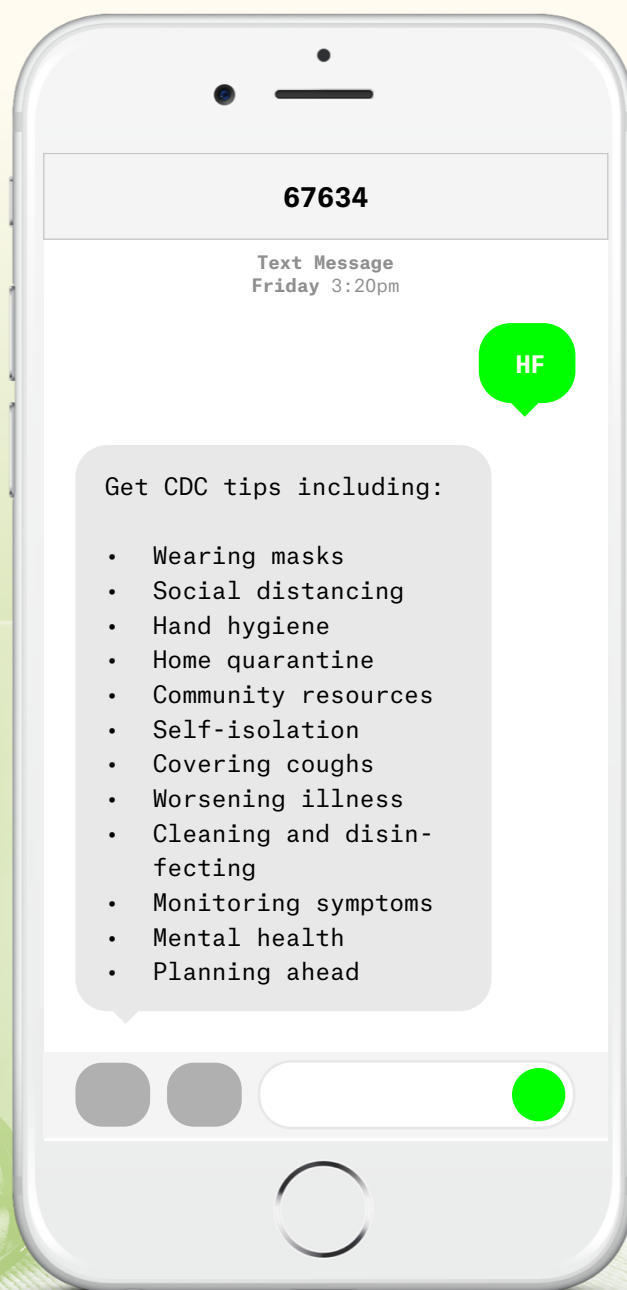 67634
Text Message
Friday 3:20pm
HF
Get CDC tips including:
• Wearing masks
• Social distancing
• Hand hygiene
• Home quarantine
• Community resources
• Self-isolation
• Covering coughs
• Worsening illness
• Cleaning and disin-
fecting
• Monitoring symptoms
• Mental health
• Planning ahead